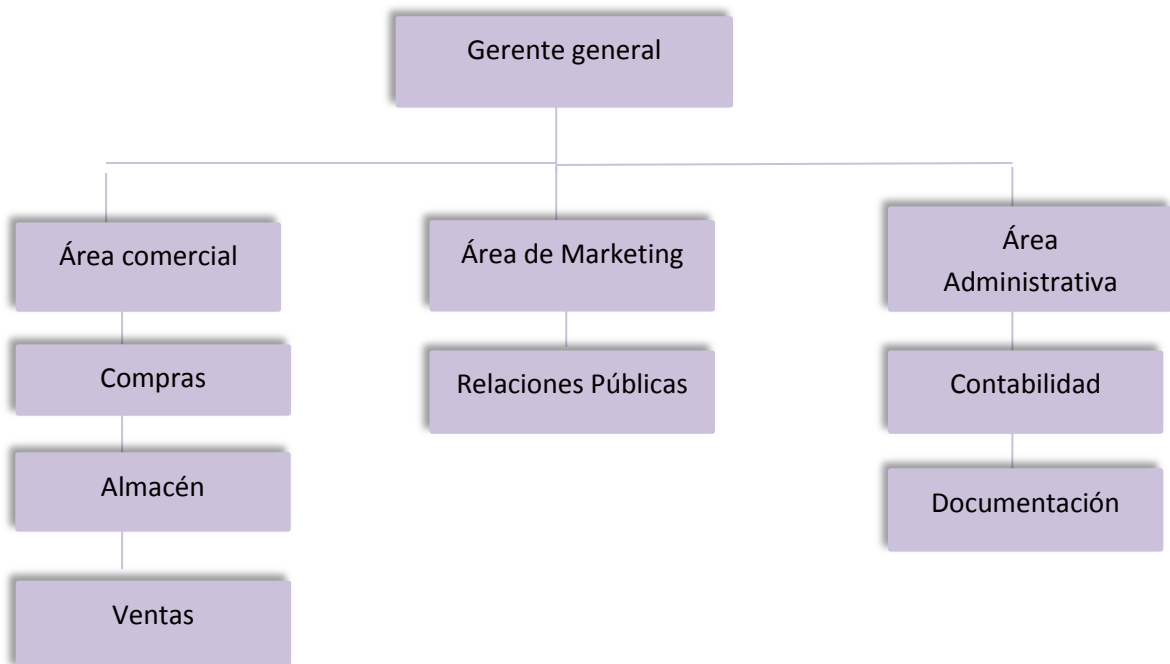 Gerente general
Área comercial
Área de Marketing
Área
Administrativa
Compras
Relaciones Públicas
Contabilidad
Almacén
Documentación
Ventas